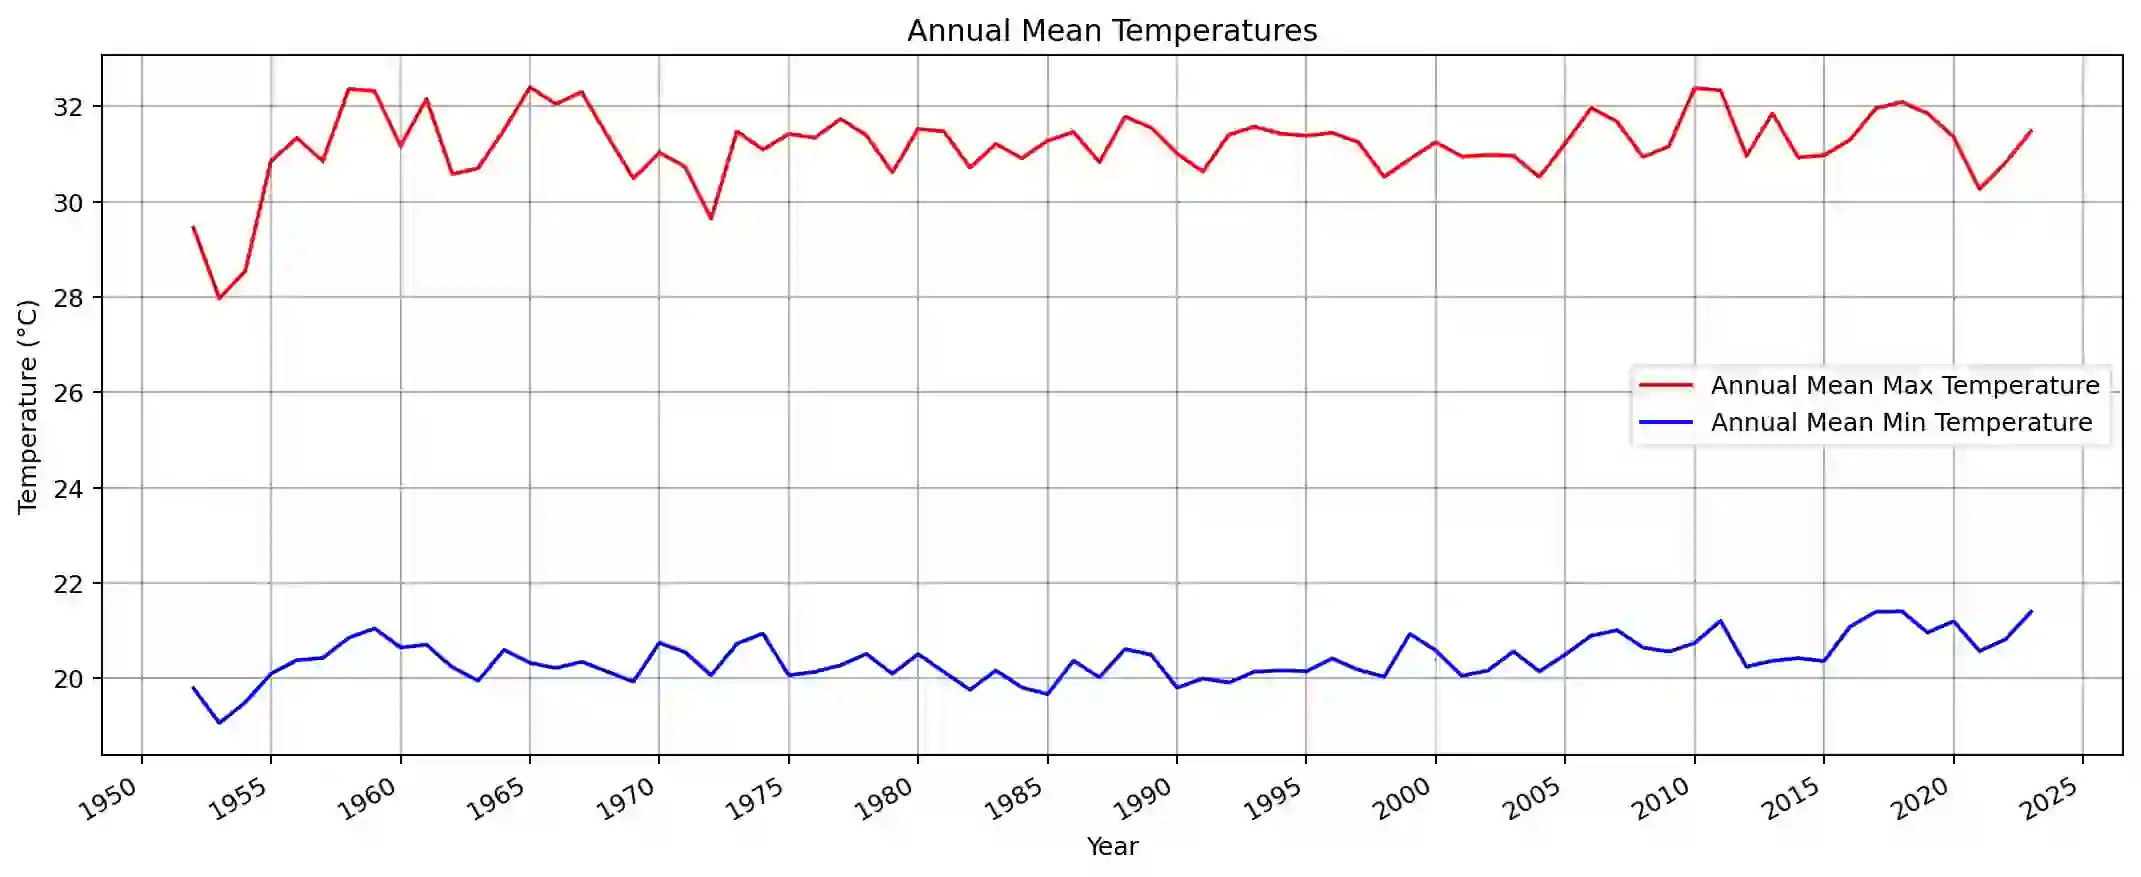 Annual Mean Temperatures
Temperature (°C)
32
30
28
26
24
22
20
Annual Mean Max Temperature
Annual Mean Min Temperature
1950 1955 1960 1965 1970 1975 1980 1985 1990 1995 2000 2005 2010 2015 2020 2025
Year